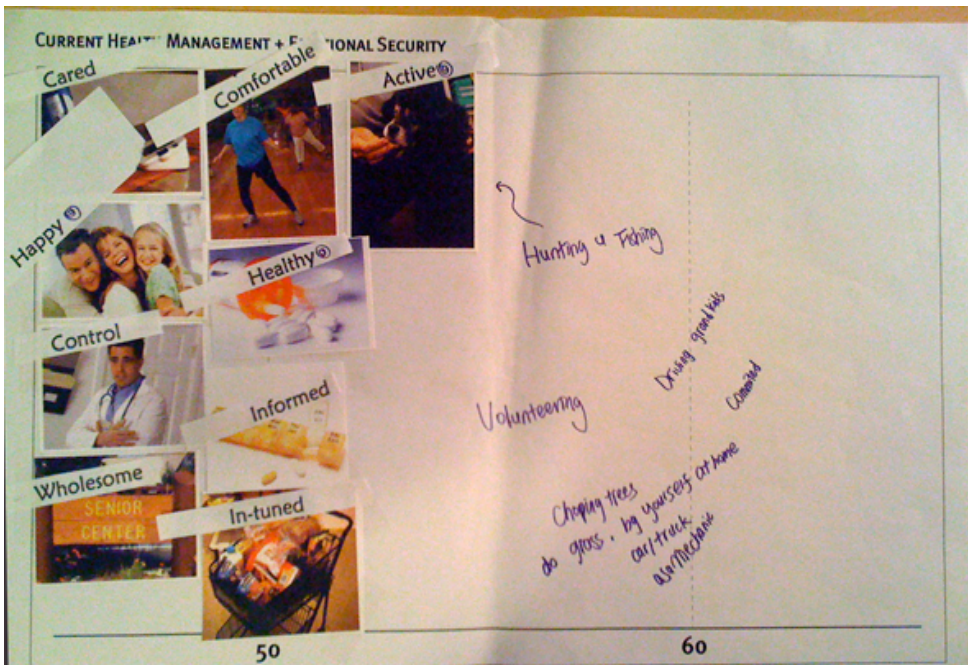 CURRENT HEALTH MANAGEMENT + EMOTIONAL SECURITY
Cared
Comfortable
Active
Happy
Healthy
Hunting & Fishing
Control
Driving grandkids
Informed
Volunteering
commited
Wholesome
SENIOR
CENTER
In-tuned
Choping trees
do grass, by yourself at home
car/truck
as a mechanic
50
60